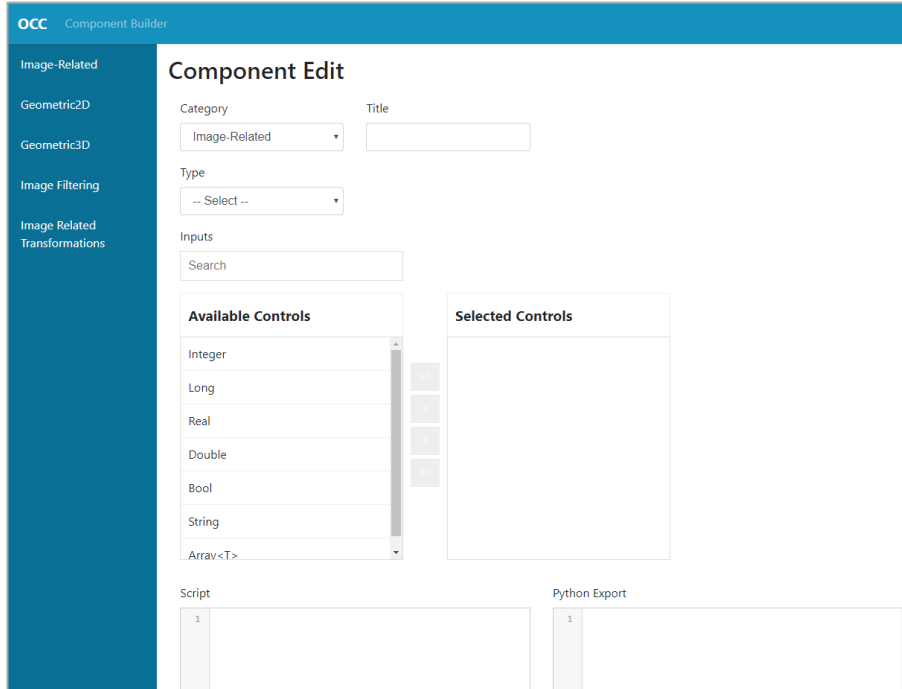 OCC Component Builder
Image-Related
Geometric2D
Geometric3D
Image Filtering
Image Related
Transformations
Component Edit
Category Title
Image-Related
Type
-- Select --
Inputs
Search
Available Controls
Integer
Long
Real
Double
Bool
String
Array<T>
>>
>
<
<<
Selected Controls
Script Python Export
1 1